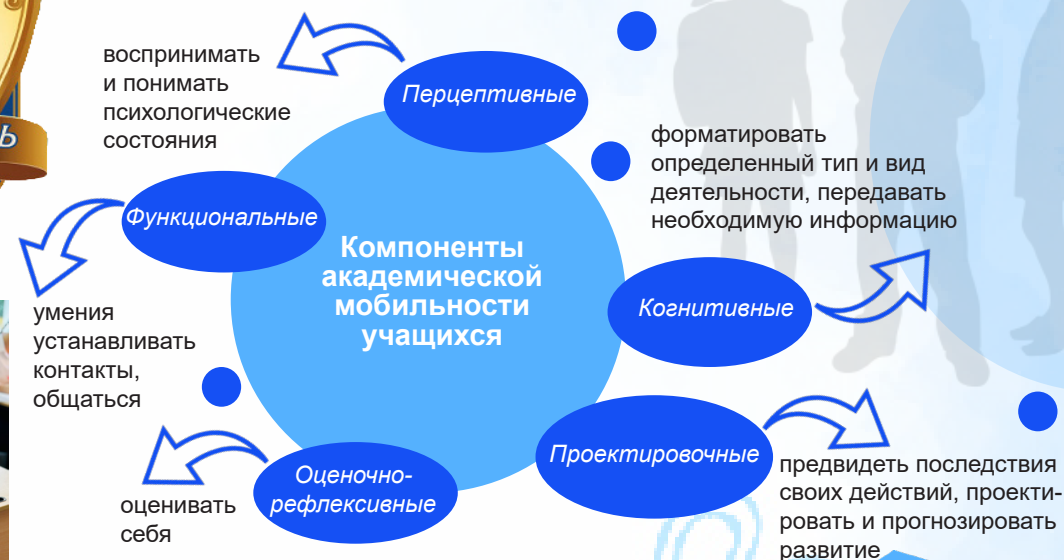 воспринимать
и понимать
психологические
состояния
Перцептивные
форматировать
определенный тип и вид
деятельности, передавать
необходимую информацию
Функциональные
Компоненты
академической
мобильности
учащихся
Когнитивные
умения
устанавливать
контакты,
общаться
Проектировочные
предвидеть последствия
своих действий, проекти-
ровать и прогнозировать
развитие
Оценочно-
рефлексивные
оценивать
себя